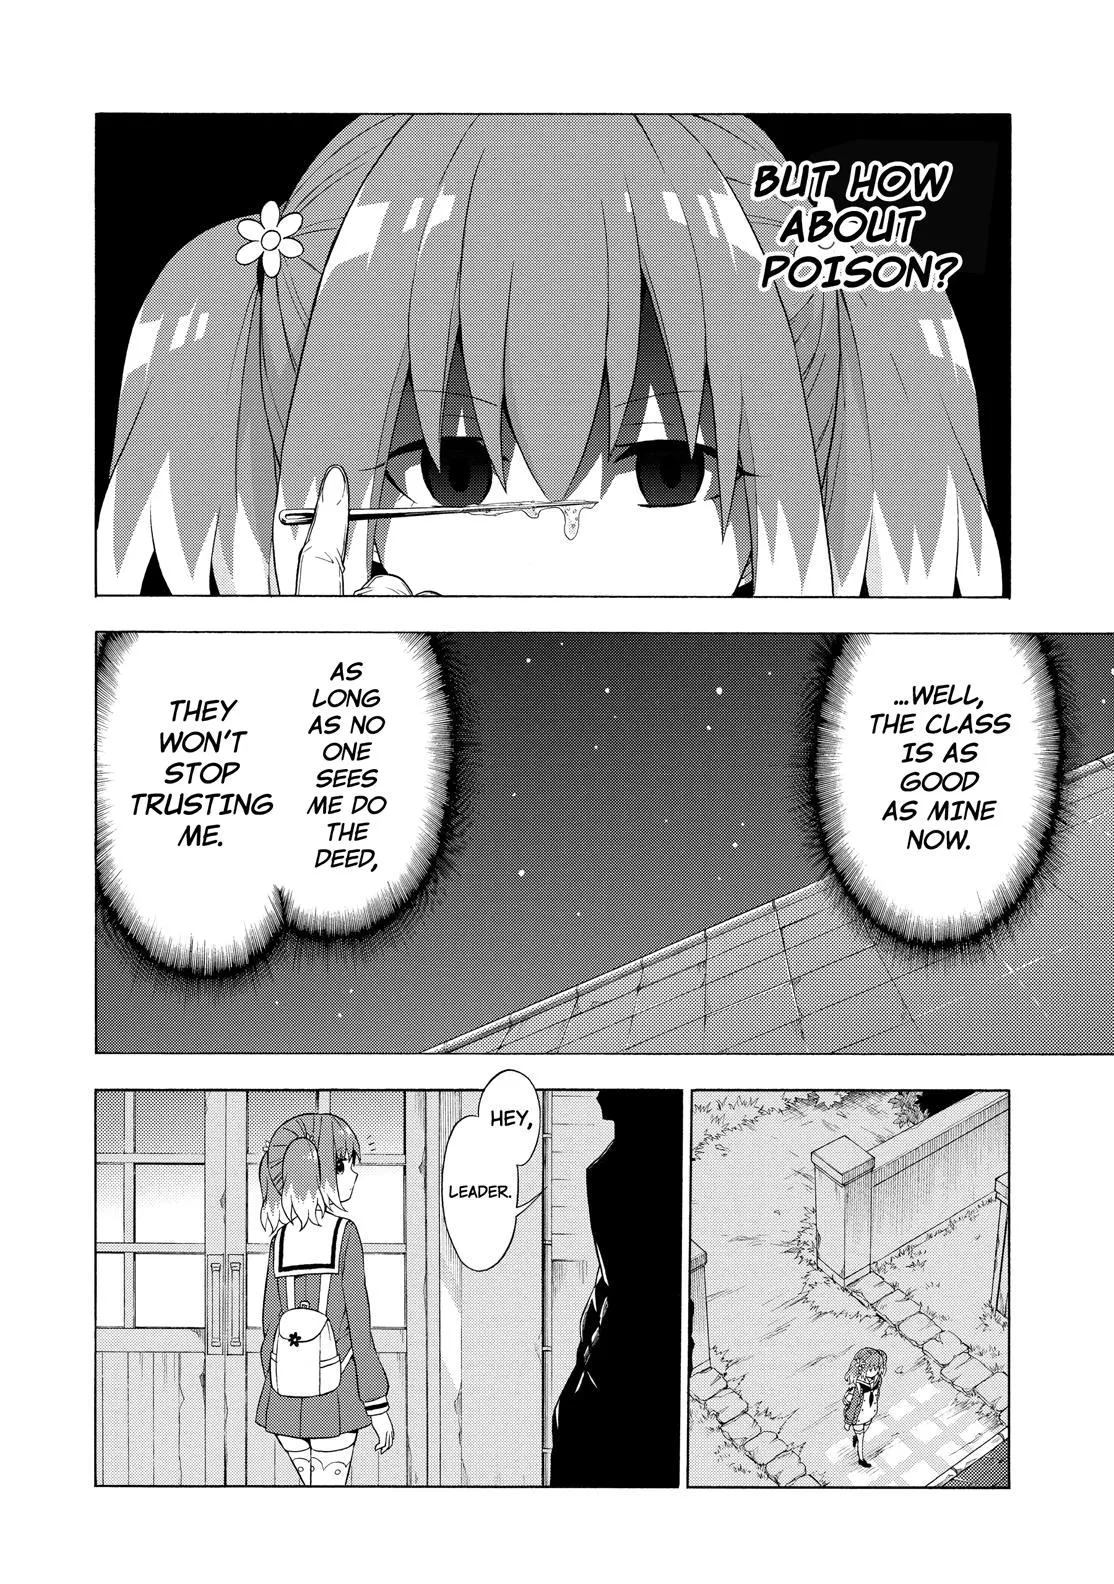 BUT HOW
ABOUT
POISON?
...WELL,
THE CLASS
IS AS
GOOD
AS MINE
NOW.
AS
LONG
AS NO
ONE
SEES
ME DO
THE
DEED,
THEY
WON'T
STOP
TRUSTING
ME.
HEY,
LEADER.